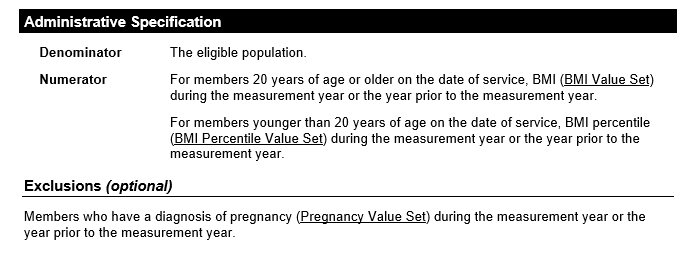 Administrative Specification
Denominator The eligible population.
Numerator For members 20 years of age or older on the date of service, BMI (BMI Value Set)
during the measurement year or the year prior to the measurement year.
For members younger than 20 years of age on the date of service, BMI percentile
(BMI Percentile Value Set) during the measurement year or the year prior to the
measurement year.
Exclusions (optional)
Members who have a diagnosis of pregnancy (Pregnancy Value Set) during the measurement year or the
year prior to the measurement year.